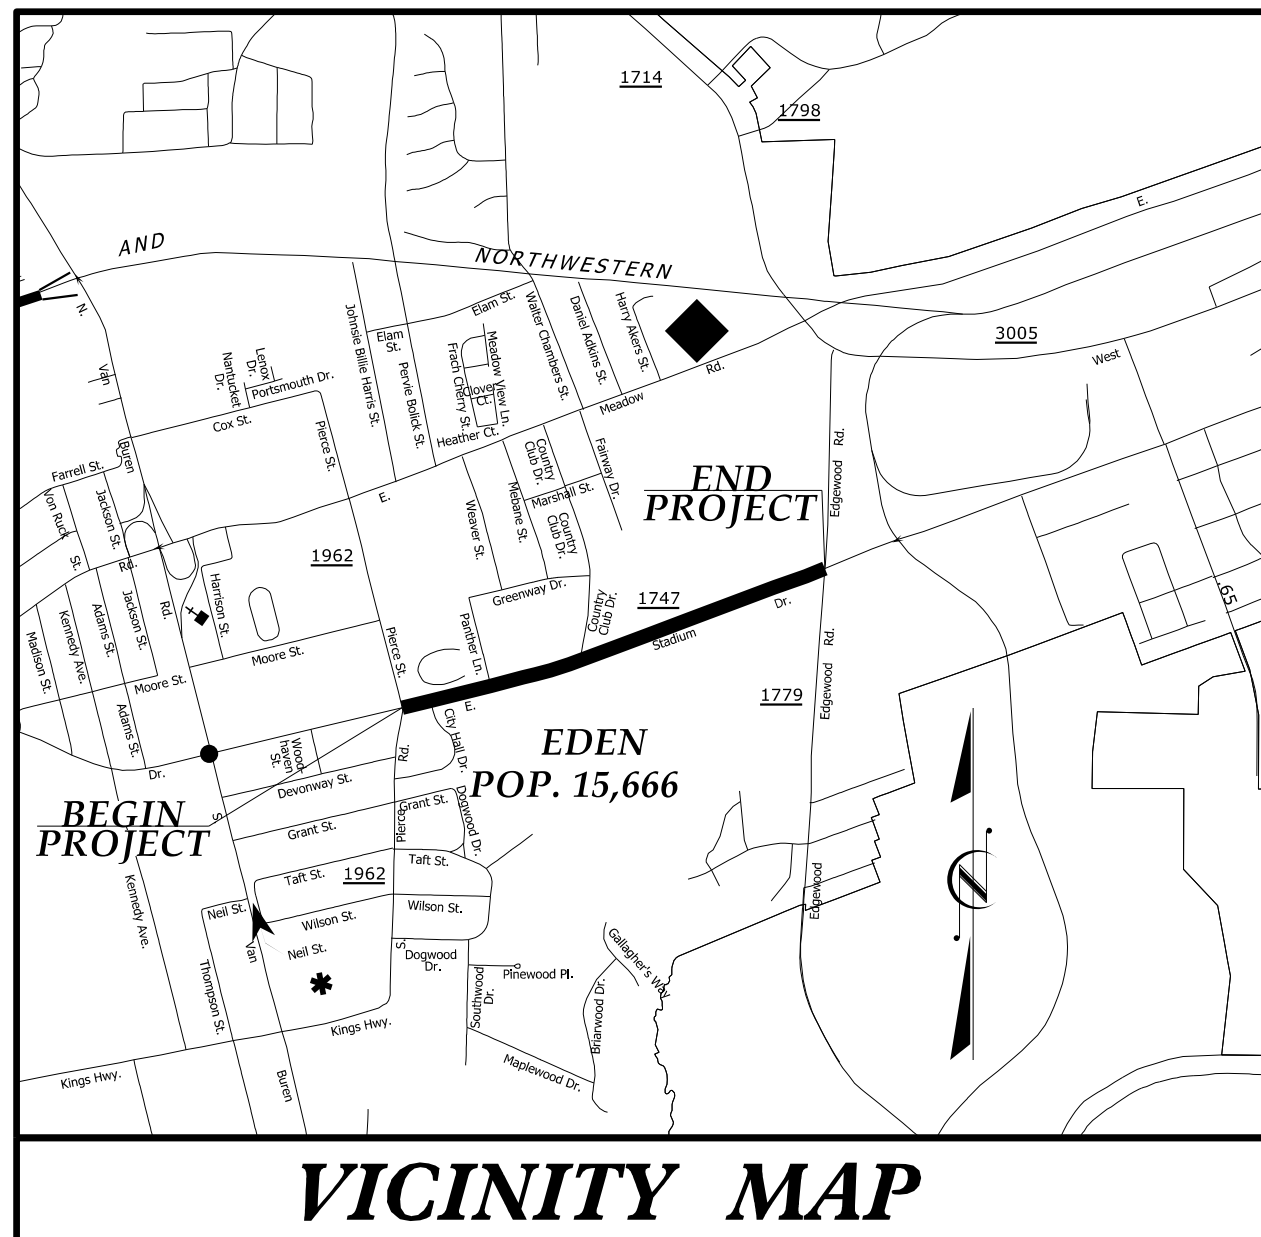 1714
1798
E.
AND
NORTHWESTERN
N.
Elam St.
Walter Chambers St.
Daniel Adkins St.
Harry Akers St.
3005
West
Johnsie Billie Harris St.
Elam
St.
Pervie Bolick St.
Meadow View Ln.
Frach Cherry St.
Clover
Ct.
Rd.
Van
Lenox
Dr.
Nantucket
Dr.
Portsmouth Dr.
Cox St.
Pierce St.
Heather Ct.
Meadow
Buren
Farrell St.
Country
Club Dr.
Fairway Dr.
Edgewood Rd.
END
PROJECT
Von Ruck
St.
Jackson St.
E.
Weaver St.
Mebane St.
Marshall St.
Country
Club Dr.
Rd.
1962
Harrison St.
Greenway Dr.
Country
Club Dr.
1747
Stadium
Dr.
65
Madison St.
Kennedy Ave.
Adams St.
Jackson St.
Rd.
Moore St.
Pierce St.
Panther Ln.
Edgewood Rd.
Moore St.
1779
E.
Adams St.
Dr.
Wood-
haven
St.
Rd.
City Hall Dr.
EDEN
POP. 15,666
Devonway St.
BEGIN
PROJECT
S.
Grant St.
Grant St.
Pierce
Dogwood Dr.
Taft St.
Taft St.
1962
Kennedy Ave.
Neil St.
Wilson St.
Wilson St.
Edgewood
Van
Neil St.
S.
Dogwood
Dr.
Gallagher's Way
Thompson St.
Southwood
Dr.
Pinewood Pl.
Kings Hwy.
Briarwood Dr.
Kings Hwy.
Buren
Maplewood Dr.
N
VICINITY MAP